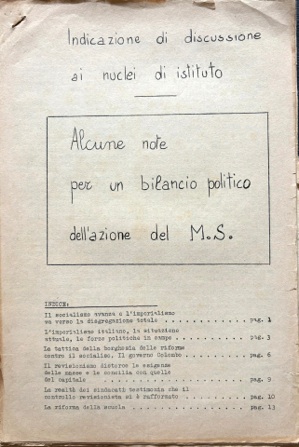 Indicazione di discussione
ai nuclei di istituto
Alcune note
per un bilancio politico
dell'azione del M.S.
INDICE:
Il socialismo avanza e l'imperialismo
va verso la disgregazione totale . . . . . . . . . . pag. 1
L'imperialismo italiano, la situazione
attuale, le forze politiche in campo . . . . . . . . pag. 3
La tattica della borghesia delle riforme
contro il socialismo. Il governo Colombo . . . . . . pag. 6
Il revisionismo distorce le esigenze
delle masse e le concilia con quelle
del capitale . . . . . . . . . . pag. 9
La realtà dei sindacati testimonia che il
controllo revisionista si è rafforzato . . . . . . . pag. 10
La riforma della scuola . . . . . . . . . . pag. 13